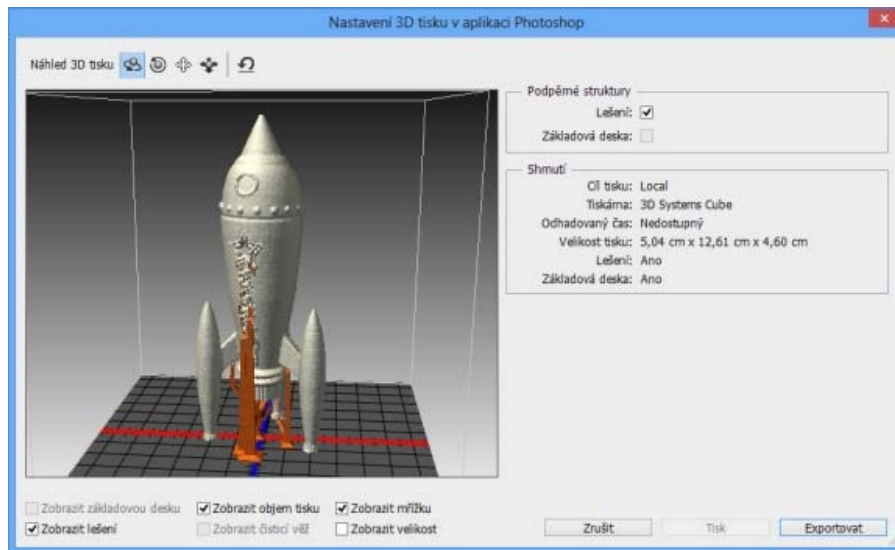 Nastavení 3D tisku v aplikaci Photoshop
Náhled 3D tisku
Podpěrné struktury
Lešení:
Základová deska:
Shrnutí
Cíl tisku: Local
Tiskárna: 3D Systems Cube
Odhadovaný čas: Nedostupný
Velikost tisku: 5,04 cm x 12,61 cm x 4,60 cm
Lešení: Ano
Základová deska: Ano
Zobrazit základovou desku Zobrazit objem tisku Zobrazit mřížku
Zobrazit lešení Zobrazit čisticí věž Zobrazit velikost
Zrušit Tisk Exportovat